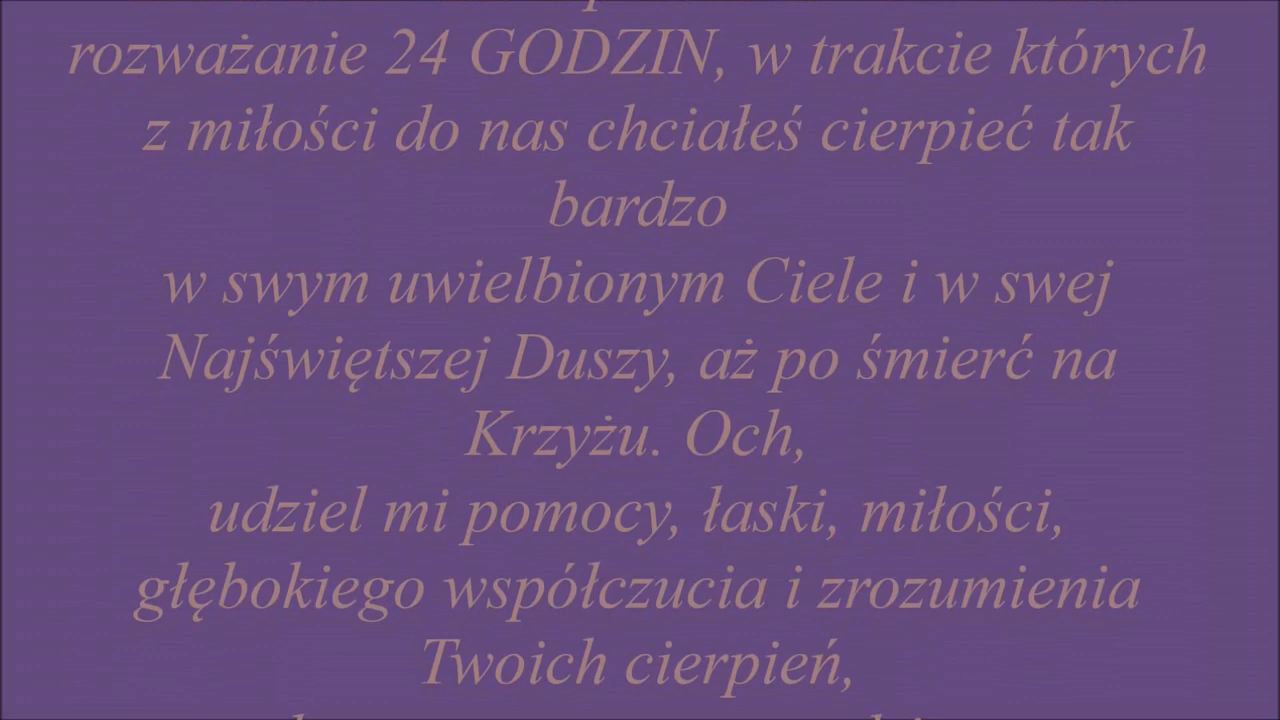 rozważanie 24 GODZIN, w trakcie których
z miłości do nas chciałeś cierpieć tak
bardzo
w swym uwielbionym Ciele i w swej
Najświętszej Duszy, aż po śmierć na
Krzyżu. Och,
udziel mi pomocy, łaski, miłości,
głębokiego współczucia i zrozumienia
Twoich cierpień,